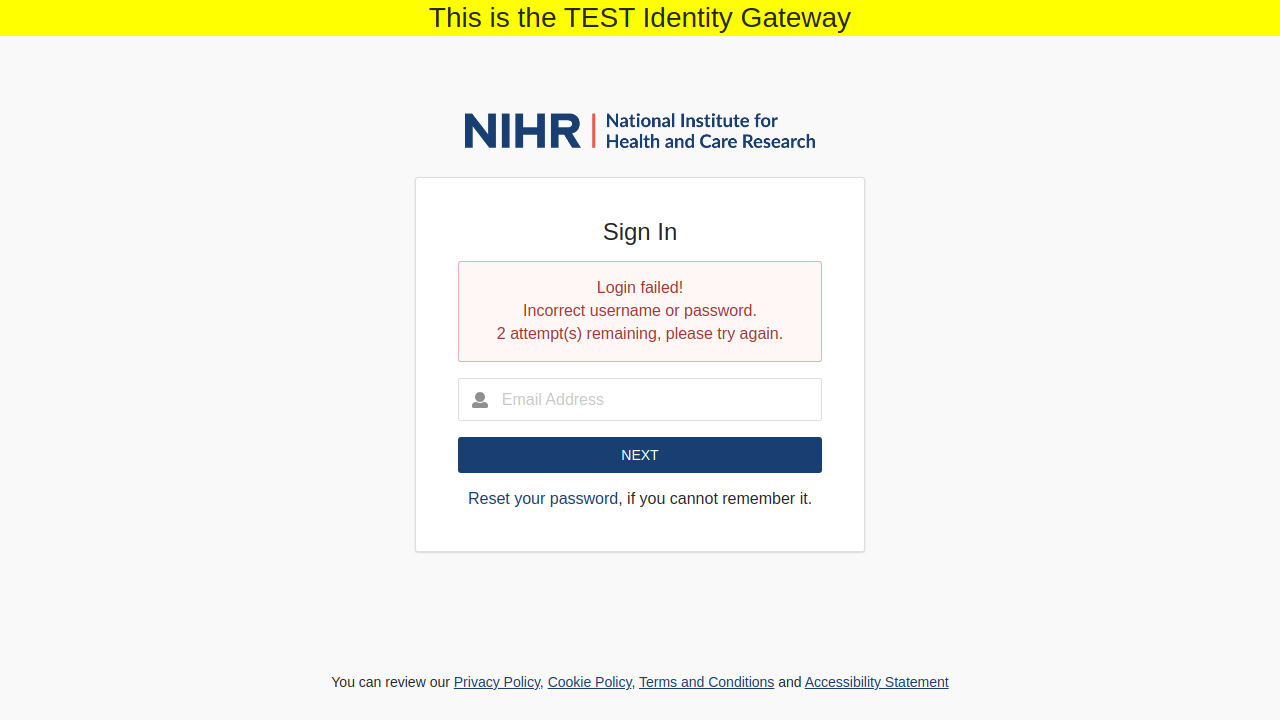 This is the TEST Identity Gateway
NIHR | National Institute for
Health and Care Research
Sign In
Login failed!
Incorrect username or password.
2 attempt(s) remaining, please try again.
Email Address
NEXT
Reset your password, if you cannot remember it.
You can review our Privacy Policy, Cookie Policy, Terms and Conditions and Accessibility Statement